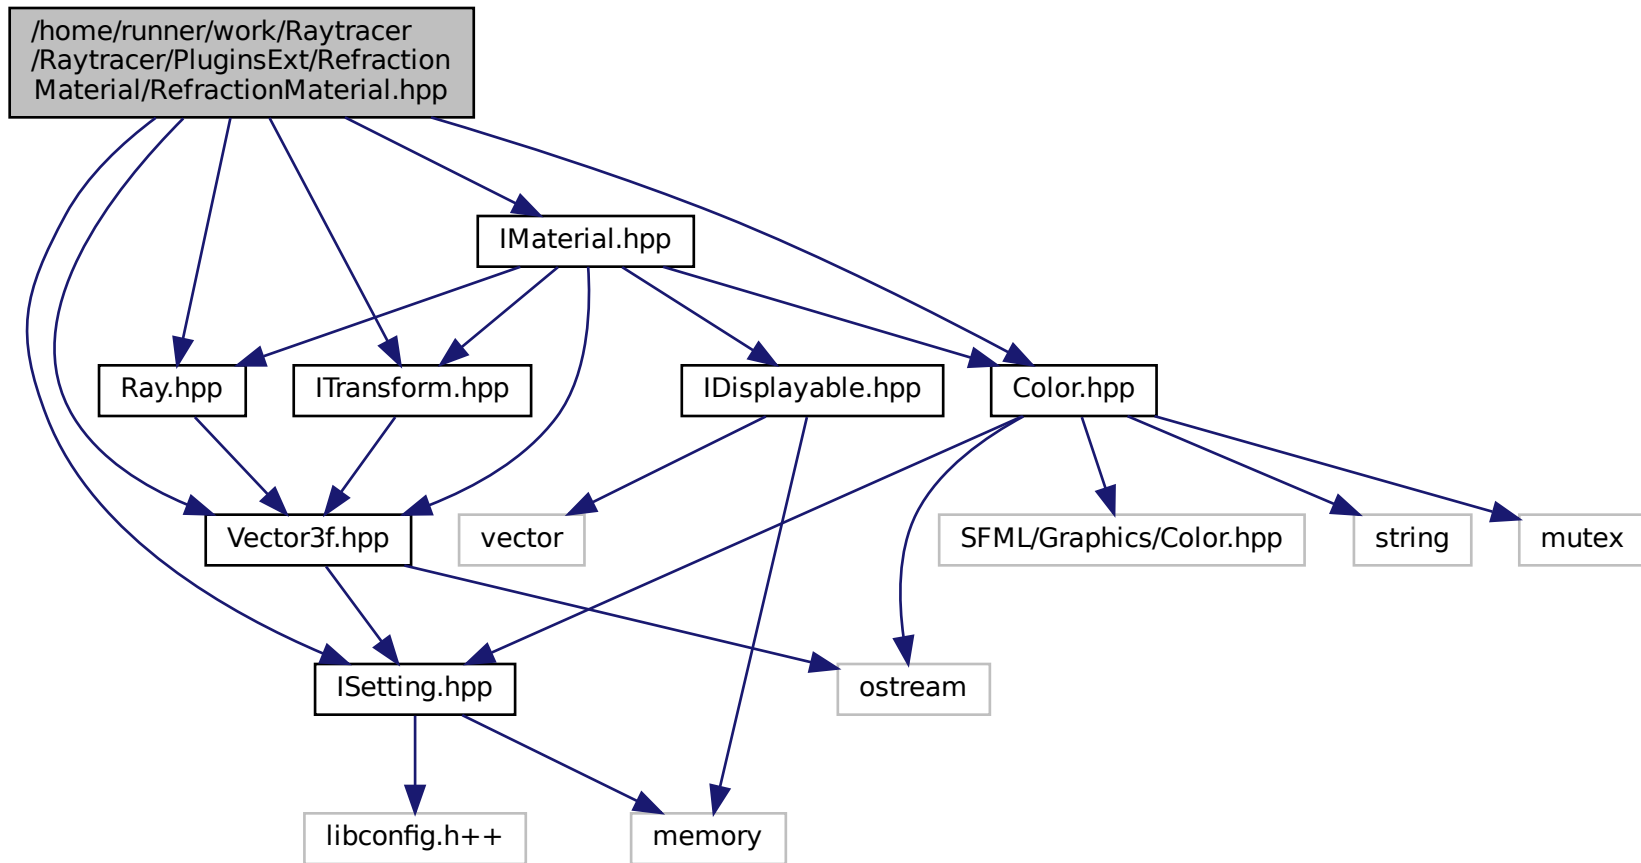 /home/runner/work/Raytracer
/Raytracer/PluginsExt/Refraction
Material/RefractionMaterial.hpp
IMaterial.hpp
Ray.hpp
ITransform.hpp
IDisplayable.hpp
Color.hpp
Vector3f.hpp
vector
SFML/Graphics/Color.hpp
string
mutex
ISetting.hpp
ostream
libconfig.h++
memory